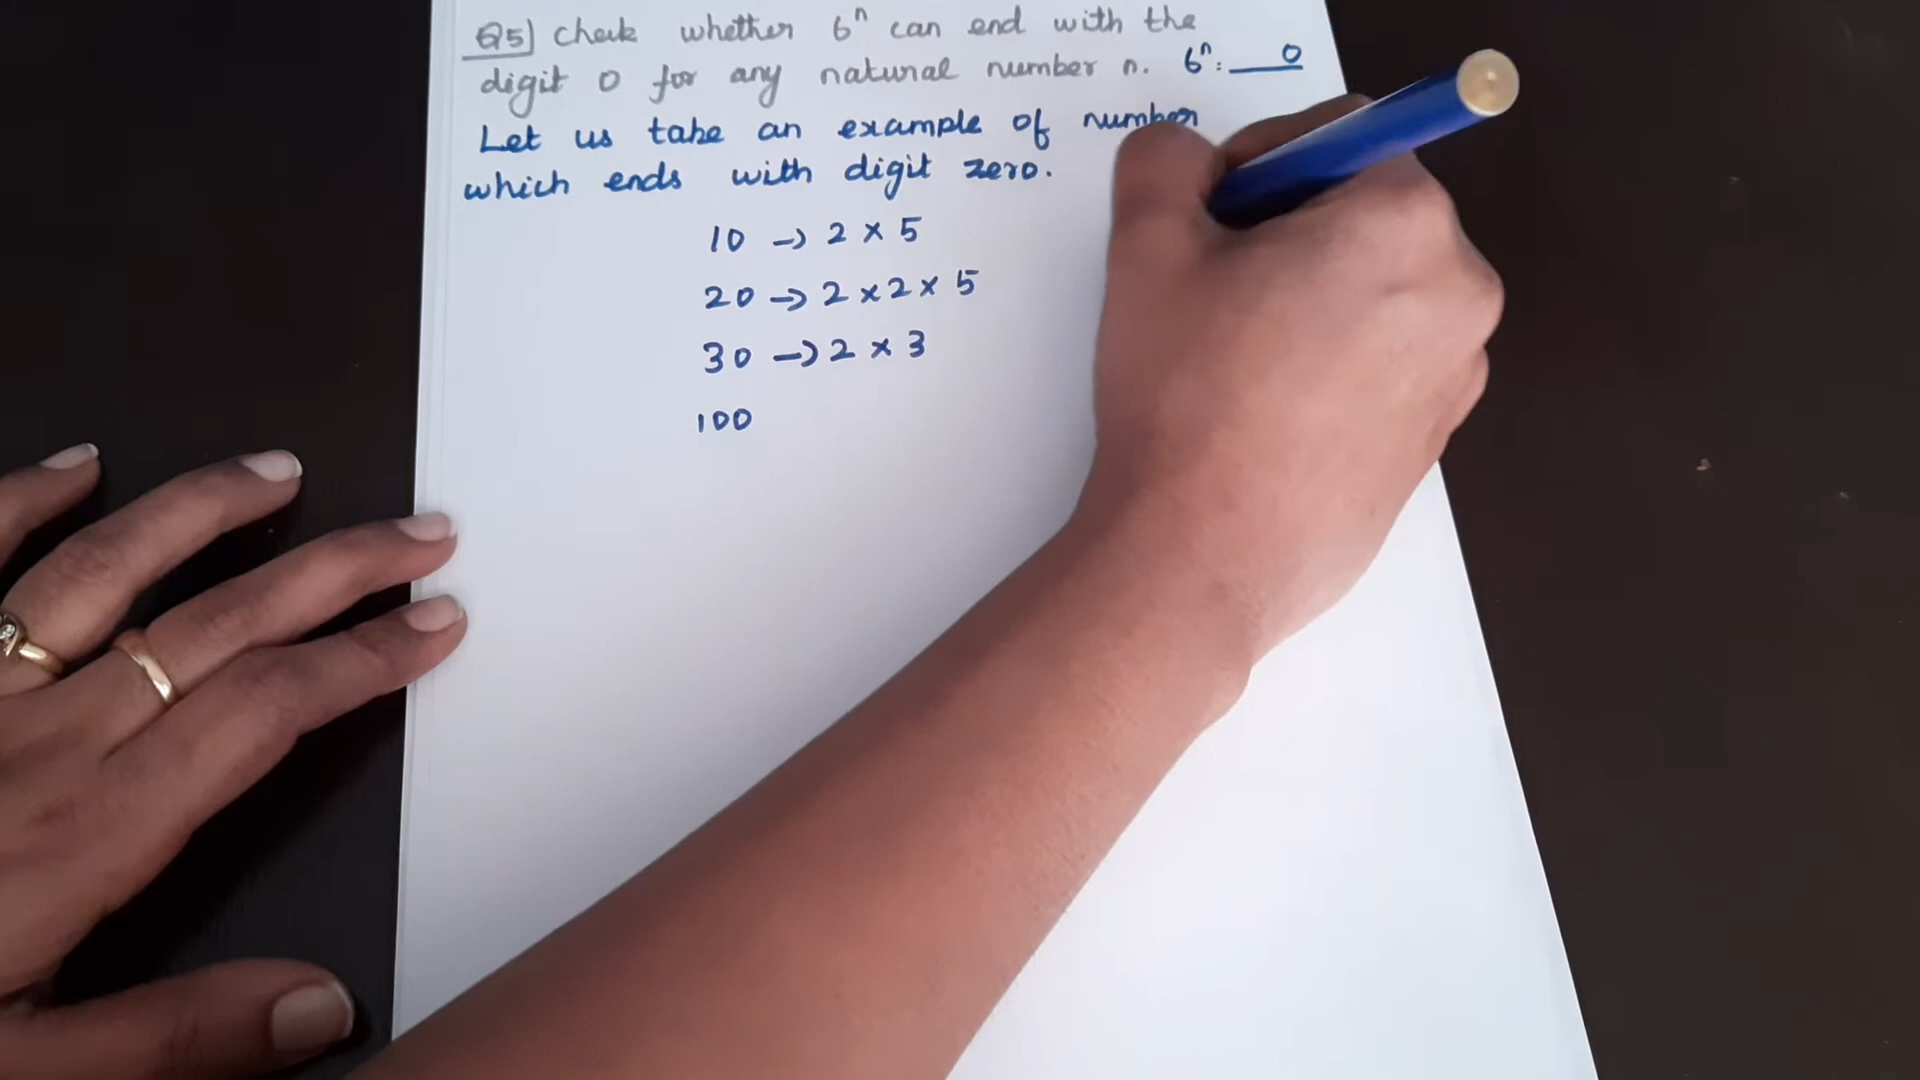 Q5) Check whether 6ⁿ can end with the
digit 0 for any natural number n. 6ⁿ: __0
Let us take an example of number
which ends with digit zero.
10 → 2 × 5
20 → 2 × 2 × 5
30 → 2 × 3
100